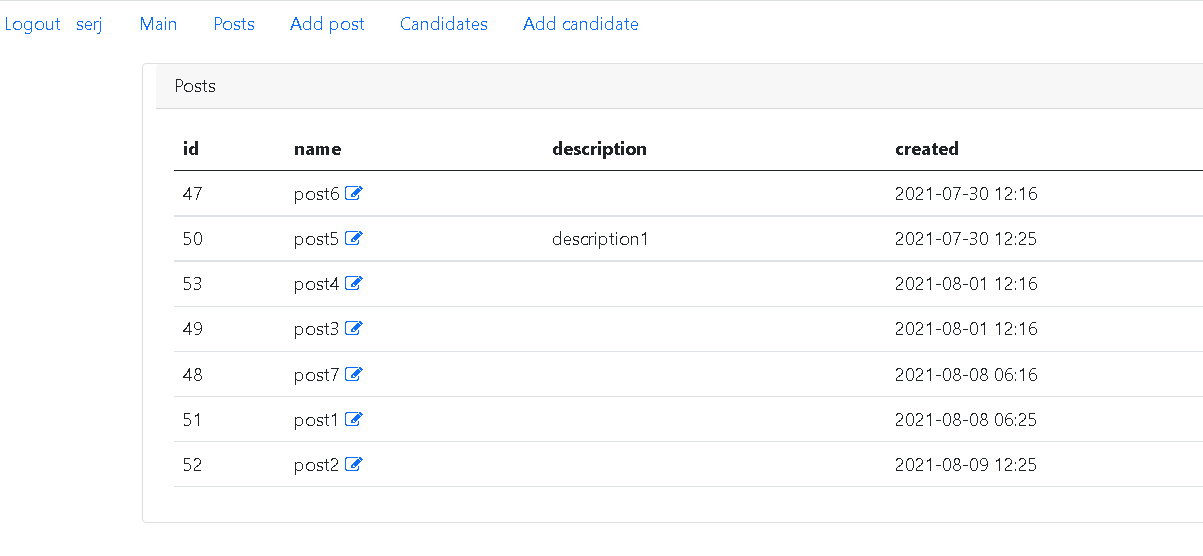 Logout serj Main Posts Add post Candidates Add candidate
Posts
id name description created
47 post6 2021-07-30 12:16
50 post5 description1 2021-07-30 12:25
53 post4 2021-08-01 12:16
49 post3 2021-08-01 12:16
48 post7 2021-08-08 06:16
51 post1 2021-08-08 06:25
52 post2 2021-08-09 12:25